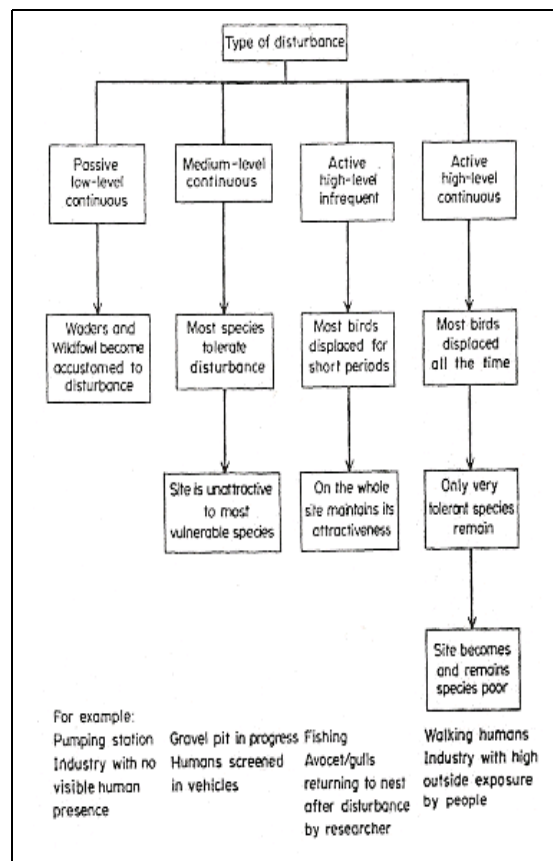 Type of disturbance
Passive
low-level
continuous
Medium-level
continuous
Active
high-level
infrequent
Active
high-level
continuous
Waders and
Wildfowl become
accustomed to
disturbance
Most species
tolerate
disturbance
Most birds
displaced for
short periods
Most birds
displaced
all the time
Site is unattractive
to most
vulnerable species
On the whole
site maintains its
attractiveness
Only very
tolerant species
remain
Site becomes
and remains
species poor
For example:
Pumping station
Industry with no
visible human
presence
Gravel pit in progress
Humans screened
in vehicles
Fishing
Avocet/gulls
returning to nest
after disturbance
by researcher
Walking humans
Industry with high
outside exposure
by people